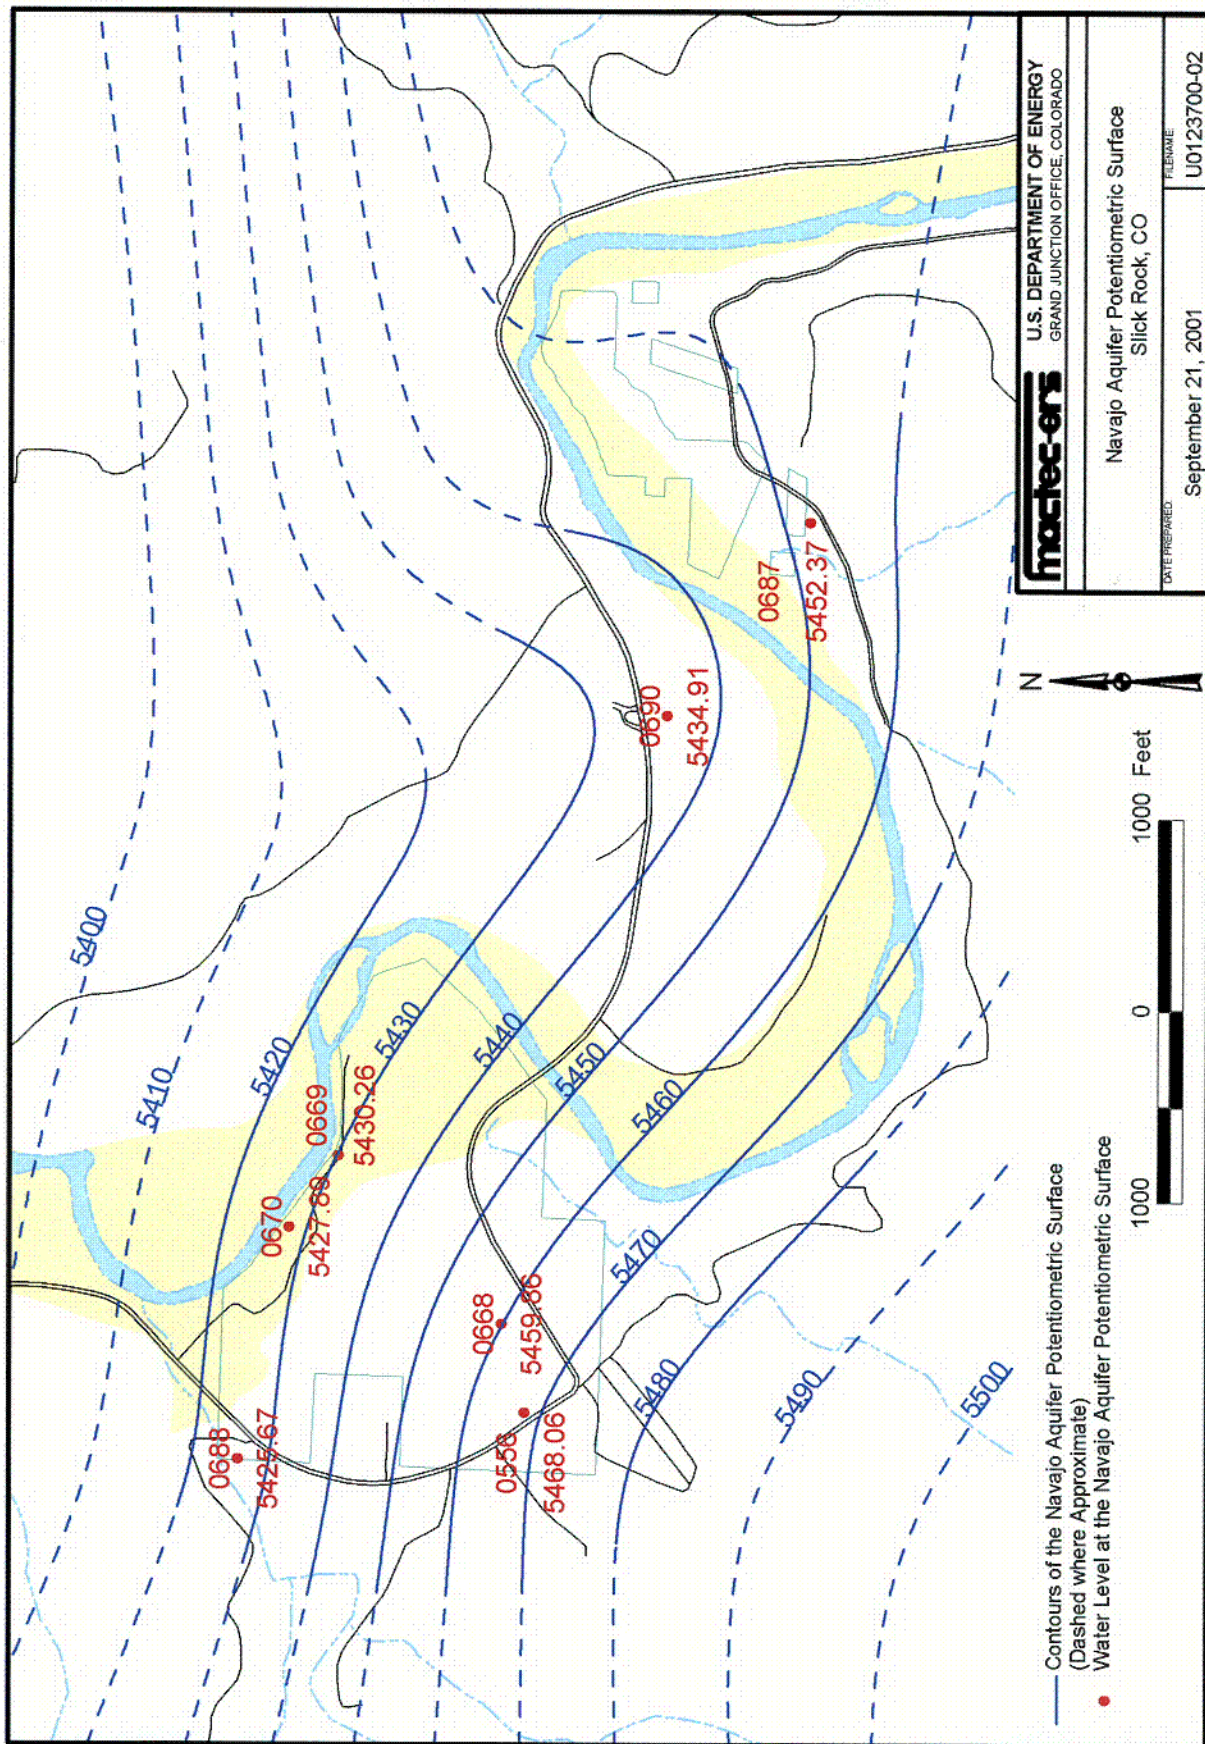 5400
5410
5420
5430
5440
5450
5460
5470
5480
5490
5500
0688
5425.67
0670
5427.89
0669
5430.26
0668
5459.86
0556
5468.06
0690
5434.91
0687
5452.37
Contours of the Navajo Aquifer Potentiometric Surface
(Dashed where Approximate)
Water Level at the Navajo Aquifer Potentiometric Surface
1000 0 1000 Feet
N
mactec-ers
U.S. DEPARTMENT OF ENERGY
GRAND JUNCTION OFFICE, COLORADO
Navajo Aquifer Potentiometric Surface
Slick Rock, CO
DATE PREPARED:
September 21, 2001
FILENAME:
U0123700-02